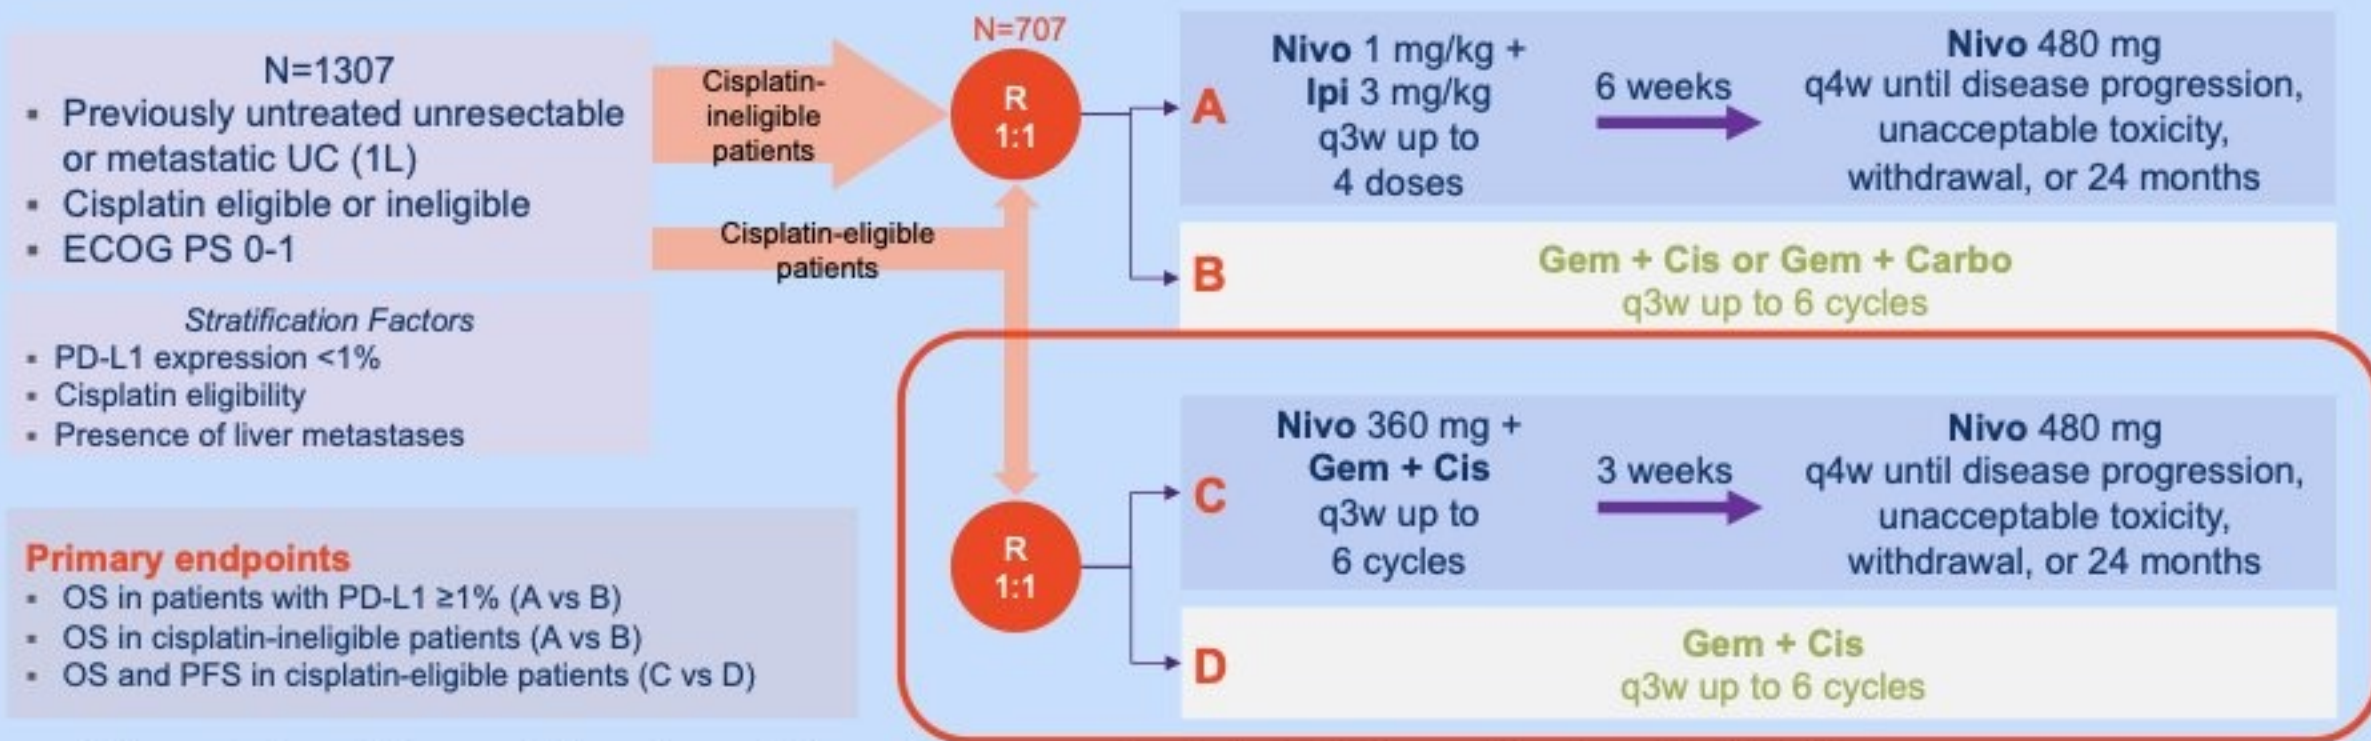 N=1307
▪ Previously untreated unresectable
or metastatic UC (1L)
▪ Cisplatin eligible or ineligible
▪ ECOG PS 0-1
Stratification Factors
▪ PD-L1 expression <1%
▪ Cisplatin eligibility
▪ Presence of liver metastases
Primary endpoints
▪ OS in patients with PD-L1 ≥1% (A vs B)
▪ OS in cisplatin-ineligible patients (A vs B)
▪ OS and PFS in cisplatin-eligible patients (C vs D)
Cisplatin-
ineligible
patients
Cisplatin-eligible
patients
N=707
R
1:1
A
Nivo 1 mg/kg +
Ipi 3 mg/kg
q3w up to
4 doses
6 weeks
Nivo 480 mg
q4w until disease progression,
unacceptable toxicity,
withdrawal, or 24 months
B
Gem + Cis or Gem + Carbo
q3w up to 6 cycles
R
1:1
C
Nivo 360 mg +
Gem + Cis
q3w up to
6 cycles
3 weeks
Nivo 480 mg
q4w until disease progression,
unacceptable toxicity,
withdrawal, or 24 months
D
Gem + Cis
q3w up to 6 cycles